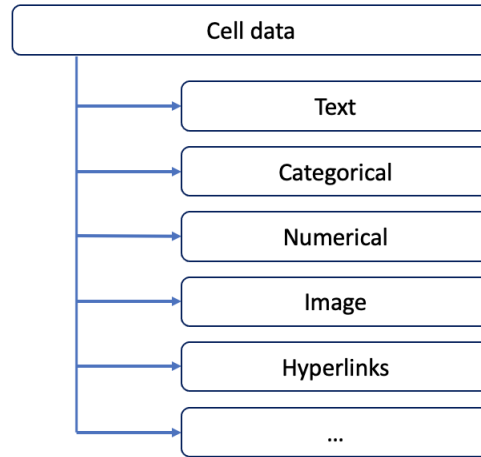 Cell data
Text
Categorical
Numerical
Image
Hyperlinks
...